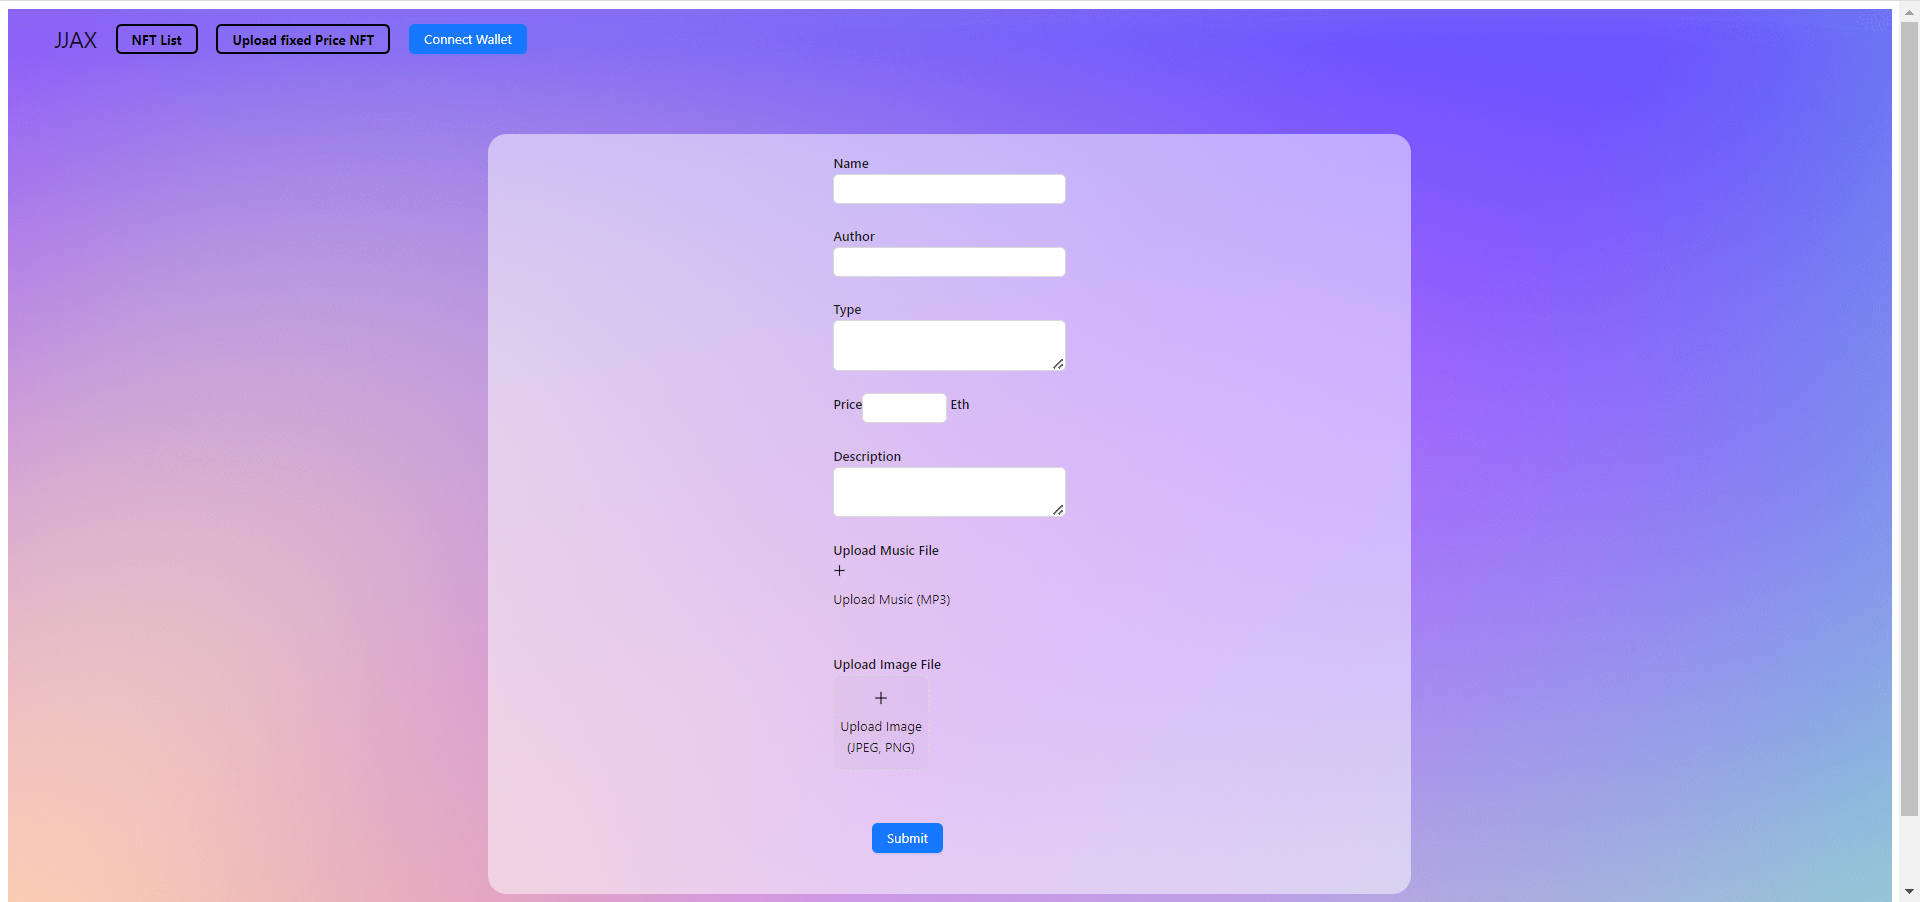 JJAX NFT List Upload fixed Price NFT Connect Wallet
Name
Author
Type
Price Eth
Description
Upload Music File
Upload Music (MP3)
Upload Image File
Upload Image
(JPEG, PNG)
Submit